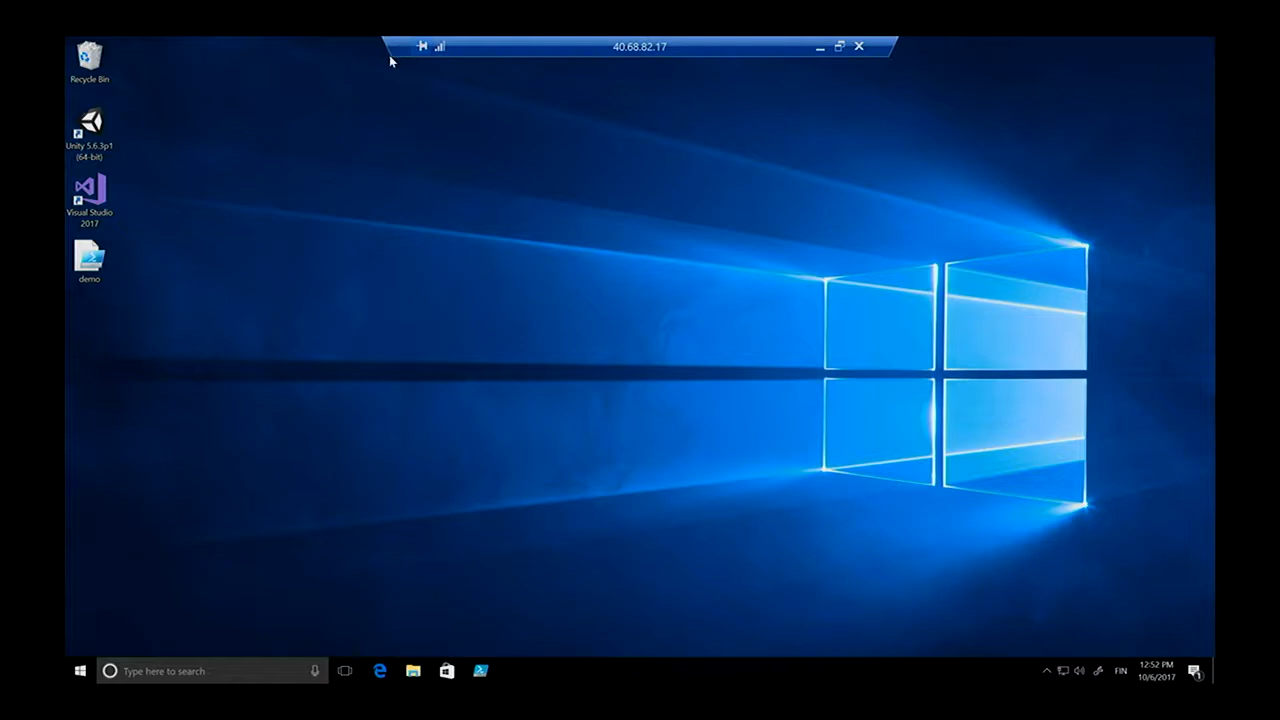 40.68.82.17
Recycle Bin
Unity 5.6.3p1
(64-bit)
Visual Studio
2017
demo
Type here to search
FIN
12:52 PM
10/6/2017
1